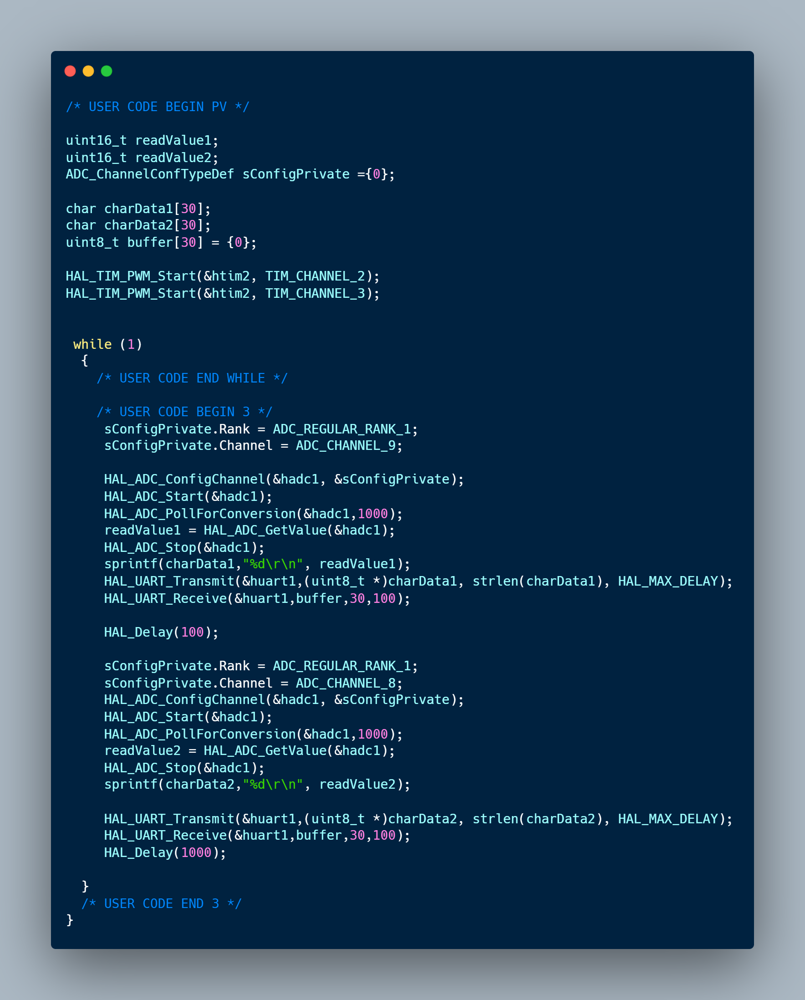 /* USER CODE BEGIN PV */
uint16_t readValue1;
uint16_t readValue2;
ADC_ChannelConfTypeDef sConfigPrivate ={0};
char charData1[30];
char charData2[30];
uint8_t buffer[30] = {0};
HAL_TIM_PWM_Start(&htim2, TIM_CHANNEL_2);
HAL_TIM_PWM_Start(&htim2, TIM_CHANNEL_3);
while (1)
{
/* USER CODE END WHILE */
/* USER CODE BEGIN 3 */
sConfigPrivate.Rank = ADC_REGULAR_RANK_1;
sConfigPrivate.Channel = ADC_CHANNEL_9;
HAL_ADC_ConfigChannel(&hadc1, &sConfigPrivate);
HAL_ADC_Start(&hadc1);
HAL_ADC_PollForConversion(&hadc1,1000);
readValue1 = HAL_ADC_GetValue(&hadc1);
HAL_ADC_Stop(&hadc1);
sprintf(charData1,"%d\r\n", readValue1);
HAL_UART_Transmit(&huart1,(uint8_t *)charData1, strlen(charData1), HAL_MAX_DELAY);
HAL_UART_Receive(&huart1,buffer,30,100);
HAL_Delay(100);
sConfigPrivate.Rank = ADC_REGULAR_RANK_1;
sConfigPrivate.Channel = ADC_CHANNEL_8;
HAL_ADC_ConfigChannel(&hadc1, &sConfigPrivate);
HAL_ADC_Start(&hadc1);
HAL_ADC_PollForConversion(&hadc1,1000);
readValue2 = HAL_ADC_GetValue(&hadc1);
HAL_ADC_Stop(&hadc1);
sprintf(charData2,"%d\r\n", readValue2);
HAL_UART_Transmit(&huart1,(uint8_t *)charData2, strlen(charData2), HAL_MAX_DELAY);
HAL_UART_Receive(&huart1,buffer,30,100);
HAL_Delay(1000);
}
/* USER CODE END 3 */
}